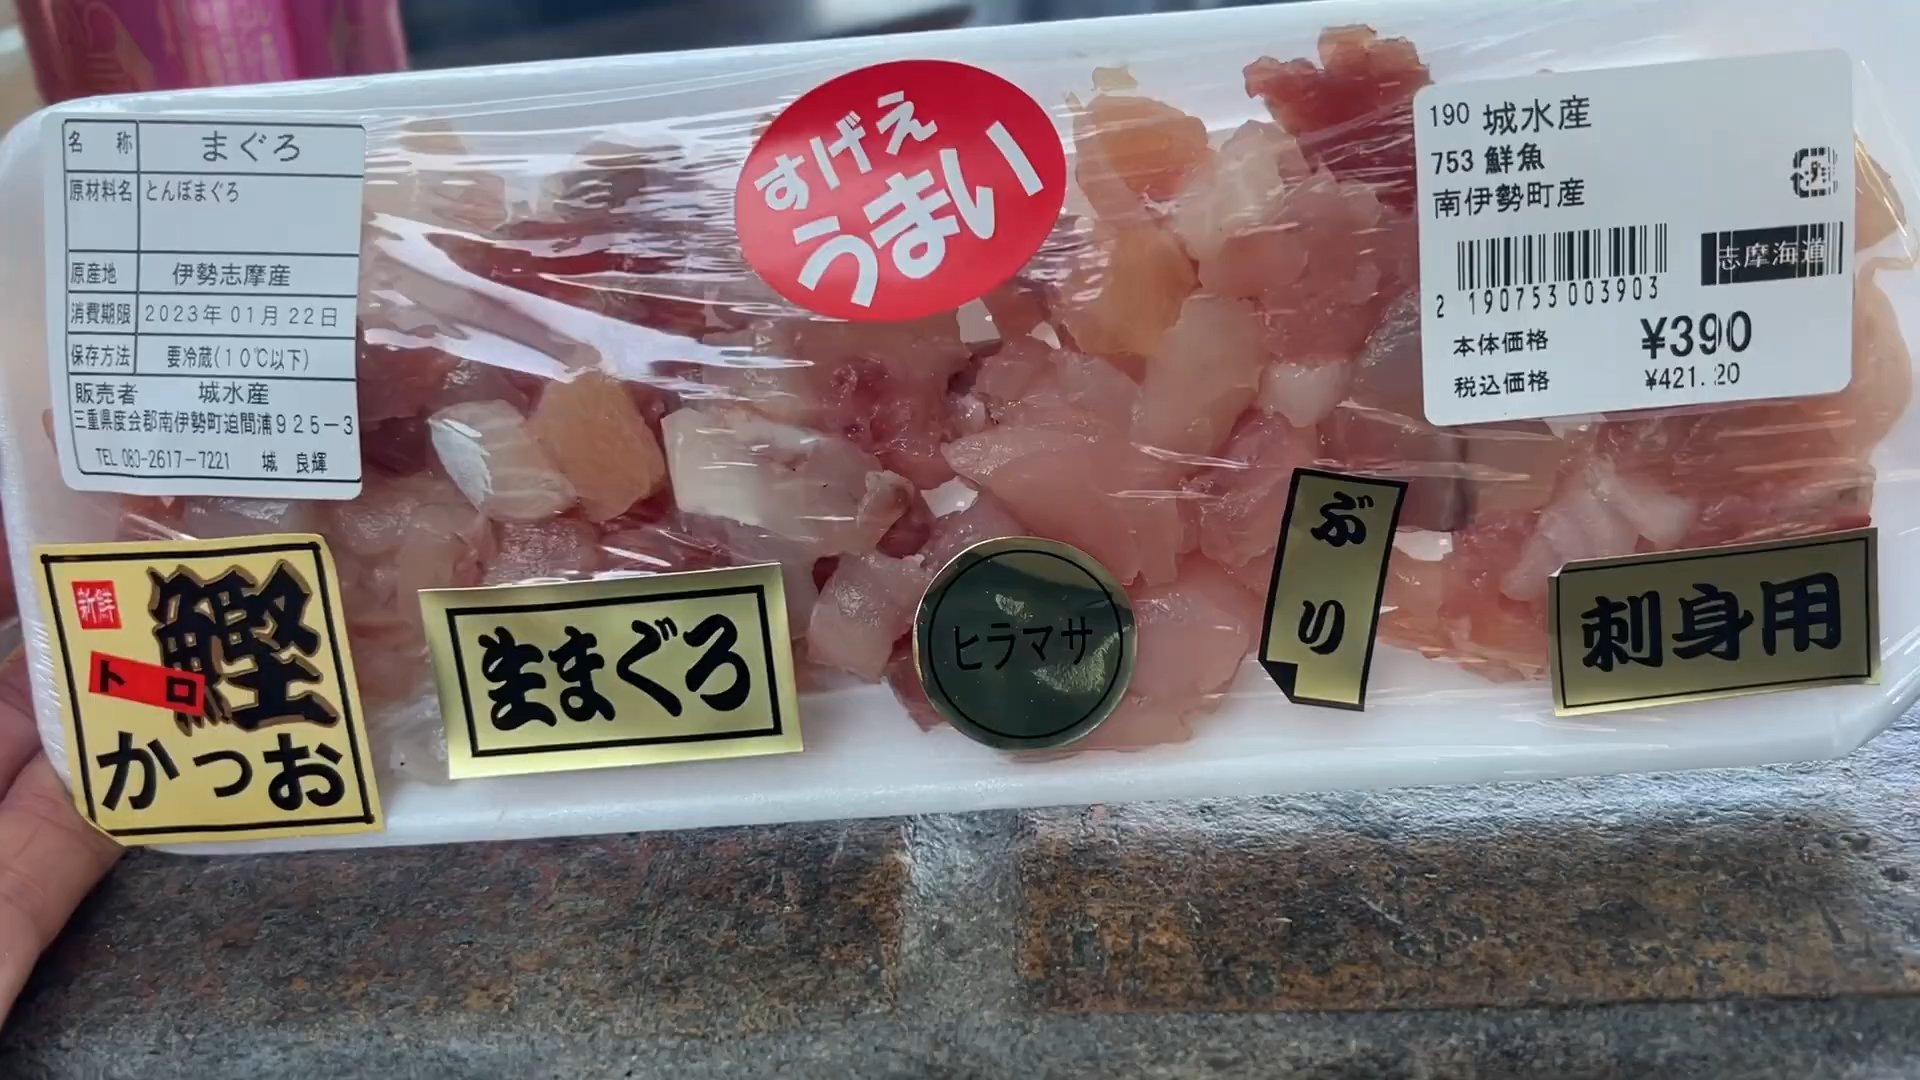 名 称 まぐろ
原材料名 とんぼまぐろ
原産地 伊勢志摩産
消費期限 2023年01月22日
保存方法 要冷蔵(10℃以下)
販売者 城水産
三重県度会郡南伊勢町迫間浦925-3
TEL 080-2617-7221 城 良輝
すげえ
うまい
190 城水産
753 鮮魚
南伊勢町産
志摩海道
2 190753 003903
本体価格 ¥390
税込価格 ¥421.20
新鮮
鰹
トロ
かつお
生まぐろ
ヒラマサ
ぶり
刺身用